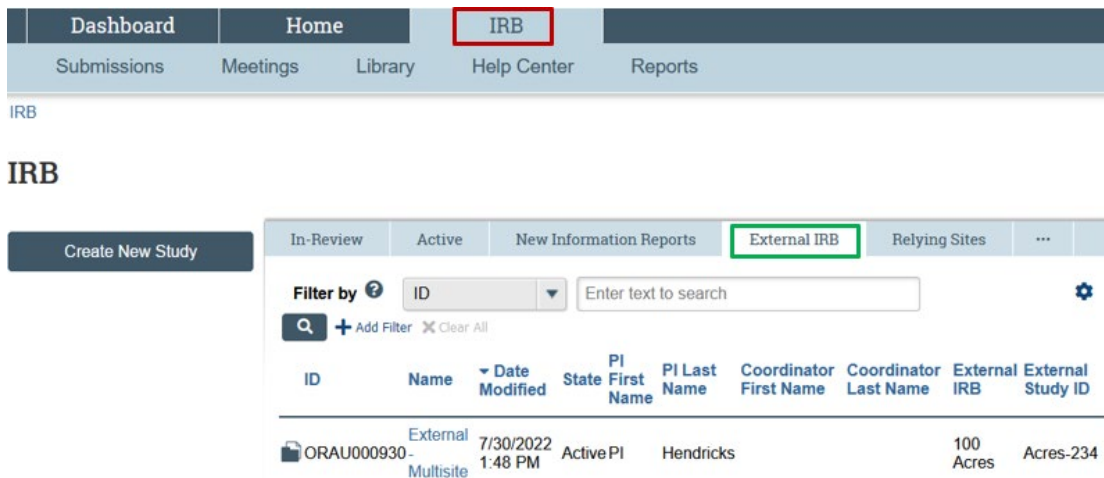 Dashboard Home IRB
Submissions Meetings Library Help Center Reports
IRB
IRB
Create New Study
In-Review Active New Information Reports External IRB Relying Sites ...
Filter by ? ID Enter text to search
Add Filter Clear All
ID Name Date Modified State PI First Name PI Last Name Coordinator First Name Coordinator Last Name External IRB External Study ID
ORAU000930 External - Multisite 7/30/2022 1:48 PM Active PI Hendricks 100 Acres Acres-234